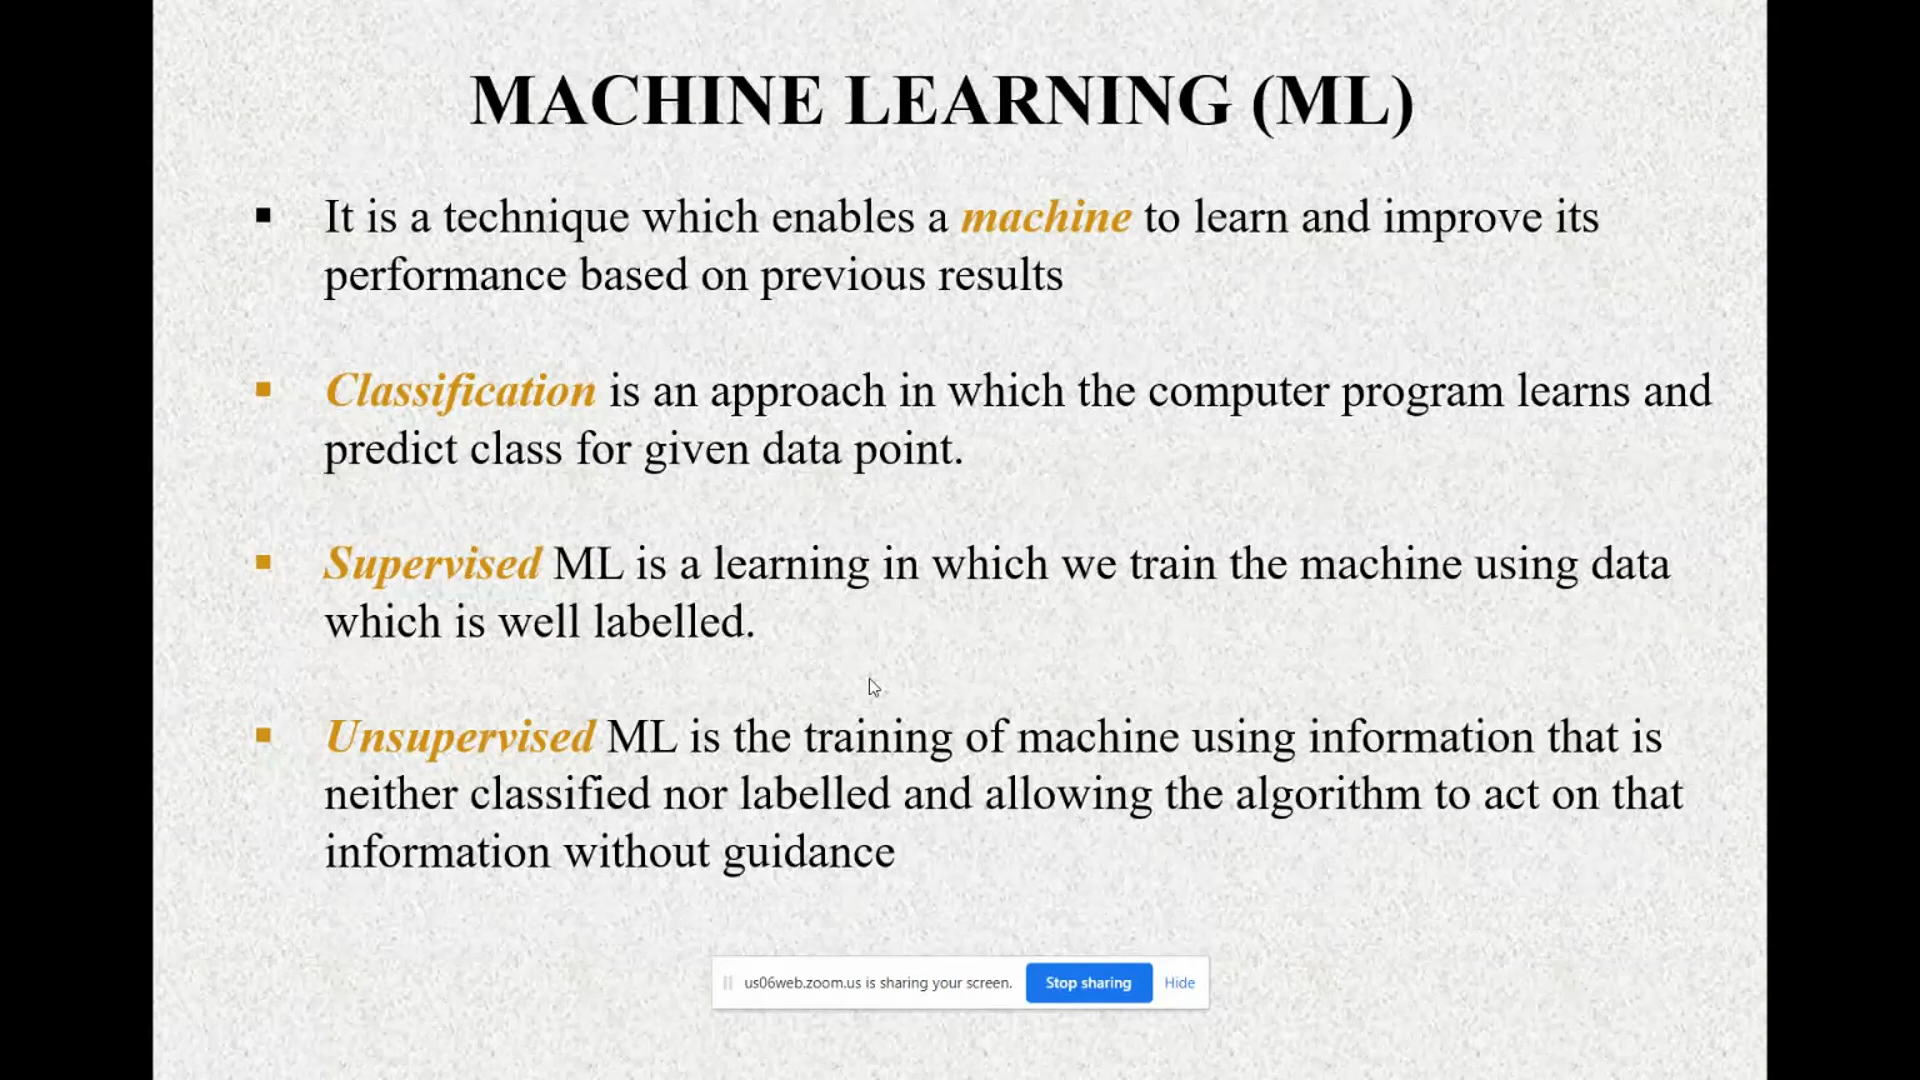 MACHINE LEARNING (ML)
▪ It is a technique which enables a machine to learn and improve its
performance based on previous results
▪ Classification is an approach in which the computer program learns and
predict class for given data point.
▪ Supervised ML is a learning in which we train the machine using data
which is well labelled.
▪ Unsupervised ML is the training of machine using information that is
neither classified nor labelled and allowing the algorithm to act on that
information without guidance
us06web.zoom.us is sharing your screen. Stop sharing Hide